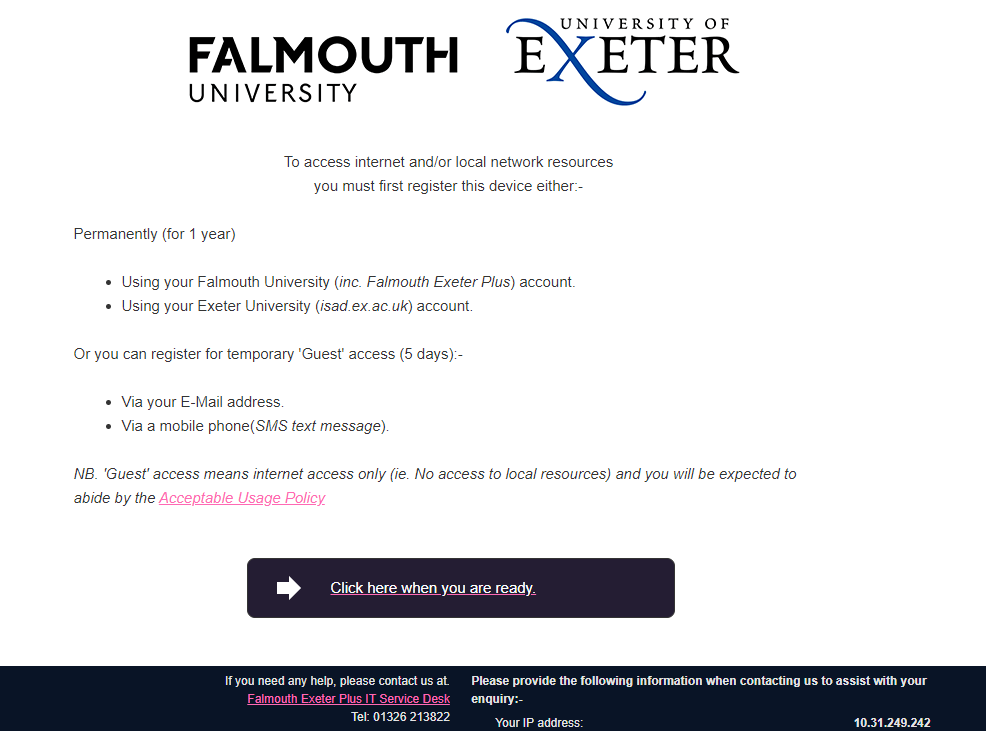 FALMOUTH
UNIVERSITY
UNIVERSITY OF
EXETER
To access internet and/or local network resources
you must first register this device either:-
Permanently (for 1 year)
• Using your Falmouth University (inc. Falmouth Exeter Plus) account.
• Using your Exeter University (isad.ex.ac.uk) account.
Or you can register for temporary 'Guest' access (5 days):-
• Via your E-Mail address.
• Via a mobile phone(SMS text message).
NB. 'Guest' access means internet access only (ie. No access to local resources) and you will be expected to
abide by the Acceptable Usage Policy
Click here when you are ready.
If you need any help, please contact us at.
Falmouth Exeter Plus IT Service Desk
Tel: 01326 213822
Please provide the following information when contacting us to assist with your
enquiry:-
Your IP address: 10.31.249.242